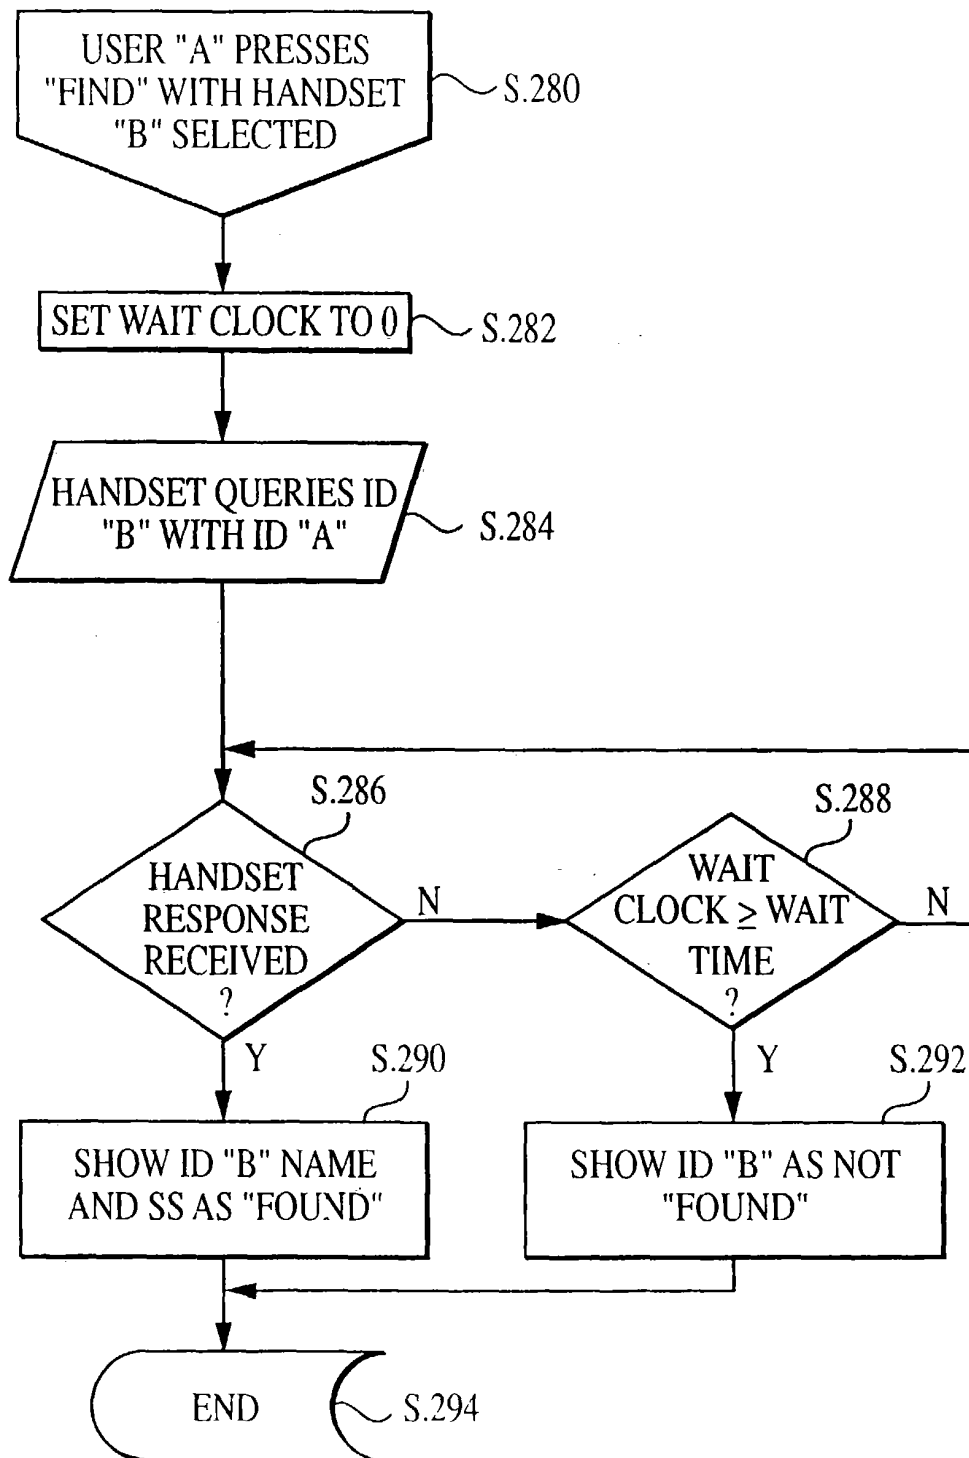 USER "A" PRESSES
"FIND" WITH HANDSET
"B" SELECTED
S.280
SET WAIT CLOCK TO 0
S.282
HANDSET QUERIES ID
"B" WITH ID "A"
S.284
S.286
HANDSET
RESPONSE
RECEIVED
?
N
Y
S.288
WAIT
CLOCK ≥ WAIT
TIME
?
N
Y
S.290
SHOW ID "B" NAME
AND SS AS "FOUND"
S.292
SHOW ID "B" AS NOT
"FOUND"
END
S.294